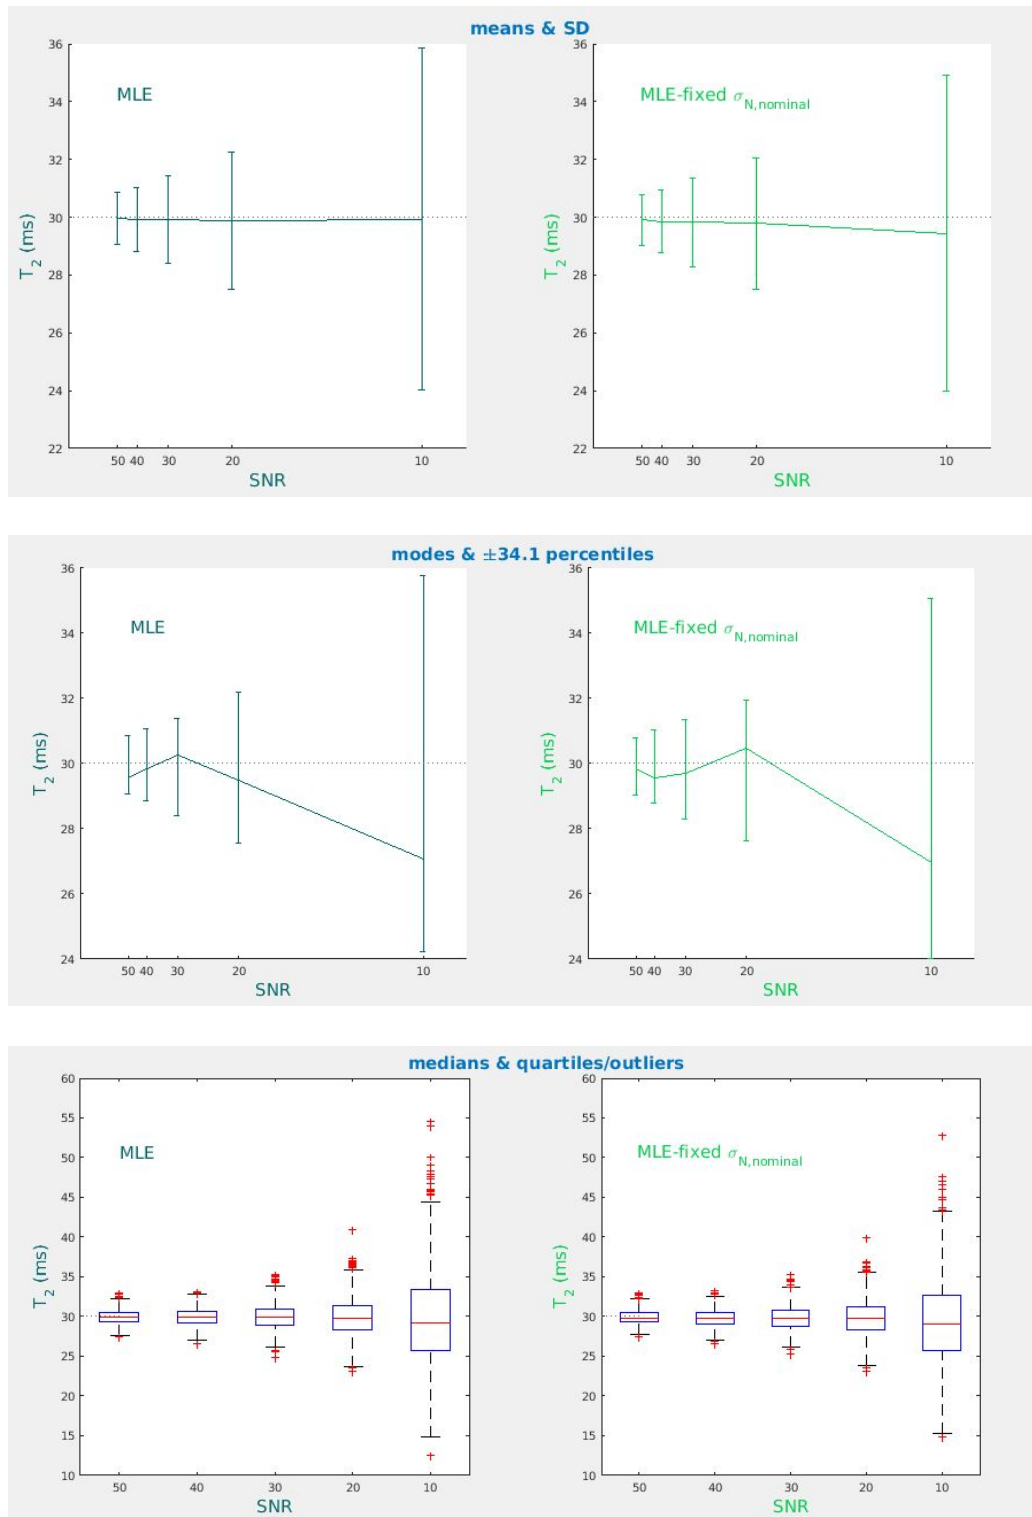 means & SD
36
34
32
30
28
26
24
22
T2 (ms)
MLE
50 40 30 20 10
SNR
36
34
32
30
28
26
24
22
T2 (ms)
MLE-fixed σN,nominal
50 40 30 20 10
SNR
modes & ±34.1 percentiles
36
34
32
30
28
26
24
T2 (ms)
MLE
50 40 30 20 10
SNR
36
34
32
30
28
26
24
T2 (ms)
MLE-fixed σN,nominal
50 40 30 20 10
SNR
medians & quartiles/outliers
60
55
50
45
40
35
30
25
20
15
10
T2 (ms)
MLE
50 40 30 20 10
SNR
60
55
50
45
40
35
30
25
20
15
10
T2 (ms)
MLE-fixed σN,nominal
50 40 30 20 10
SNR